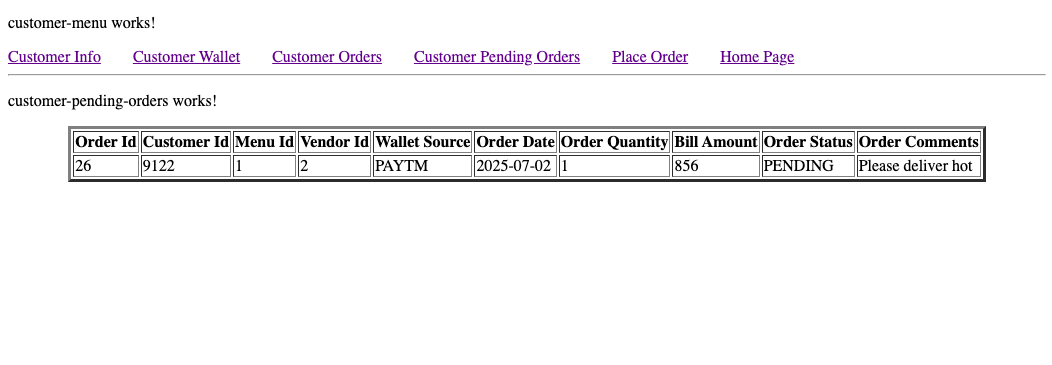 customer-menu works!
Customer Info Customer Wallet Customer Orders Customer Pending Orders Place Order Home Page
customer-pending-orders works!
Order Id Customer Id Menu Id Vendor Id Wallet Source Order Date Order Quantity Bill Amount Order Status Order Comments
26 9122 1 2 PAYTM 2025-07-02 1 856 PENDING Please deliver hot